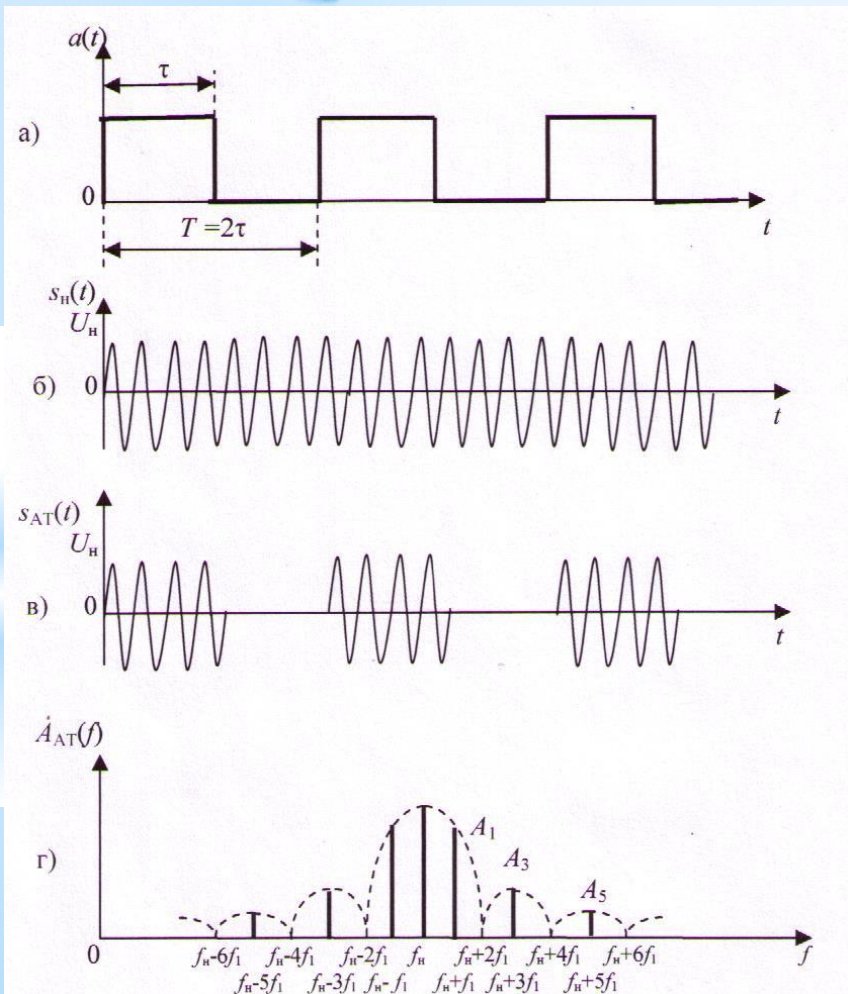 a(t)
τ
а)
0
t
T =2τ
sн(t)
Uн
б)
0
t
sАТ(t)
Uн
в)
0
t
ȦАТ(f)
A1
A3
г)
A5
0
fн-6f1 fн-4f1 fн-2f1 fн fн+2f1 fн+4f1 fн+6f1 f
fн-5f1 fн-3f1 fн- f1 fн+f1 fн+3f1 fн+5f1